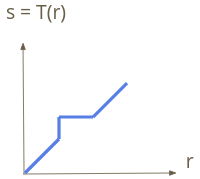 s = T(r)
r